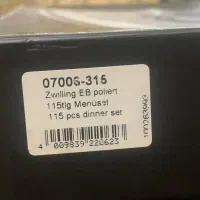 07006-315
Zwilling EB poliert
115tlg Menüset
115 pcs dinner set
4 009839 220623